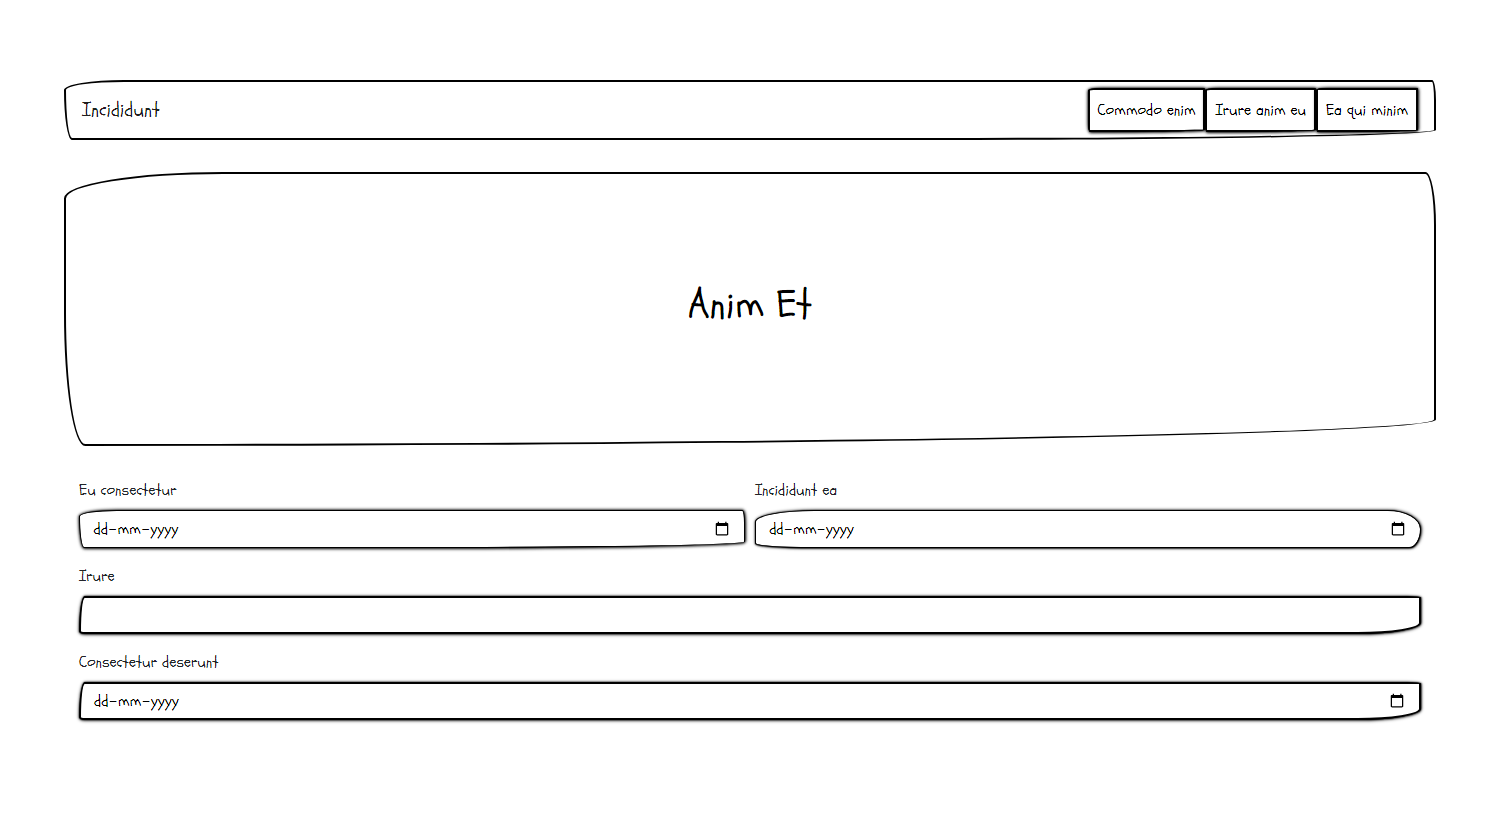 Incididunt
Commodo enim
Irure anim eu
Ea qui minim
Anim Et
Eu consectetur
Incididunt ea
dd-mm-yyyy
dd-mm-yyyy
Irure
Consectetur deserunt
dd-mm-yyyy